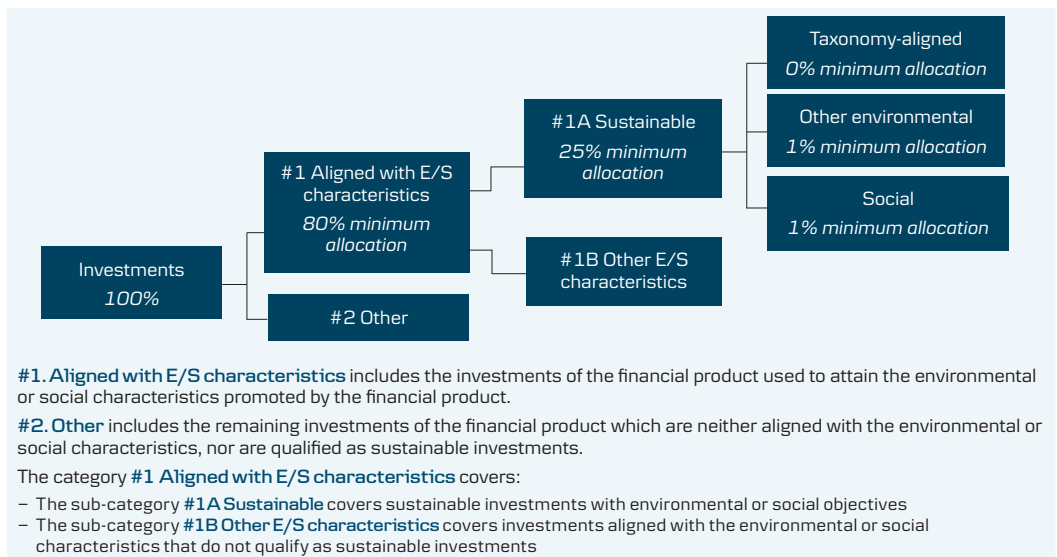 Taxonomy-aligned
0% minimum allocation
#1A Sustainable
25% minimum
allocation
Other environmental
1% minimum allocation
#1 Aligned with E/S
characteristics
80% minimum
allocation
Social
1% minimum allocation
Investments
100%
#1B Other E/S
characteristics
#2 Other
#1. Aligned with E/S characteristics includes the investments of the financial product used to attain the environmental
or social characteristics promoted by the financial product.
#2. Other includes the remaining investments of the financial product which are neither aligned with the environmental or
social characteristics, nor are qualified as sustainable investments.
The category #1 Aligned with E/S characteristics covers:
– The sub-category #1A Sustainable covers sustainable investments with environmental or social objectives
– The sub-category #1B Other E/S characteristics covers investments aligned with the environmental or social
characteristics that do not qualify as sustainable investments